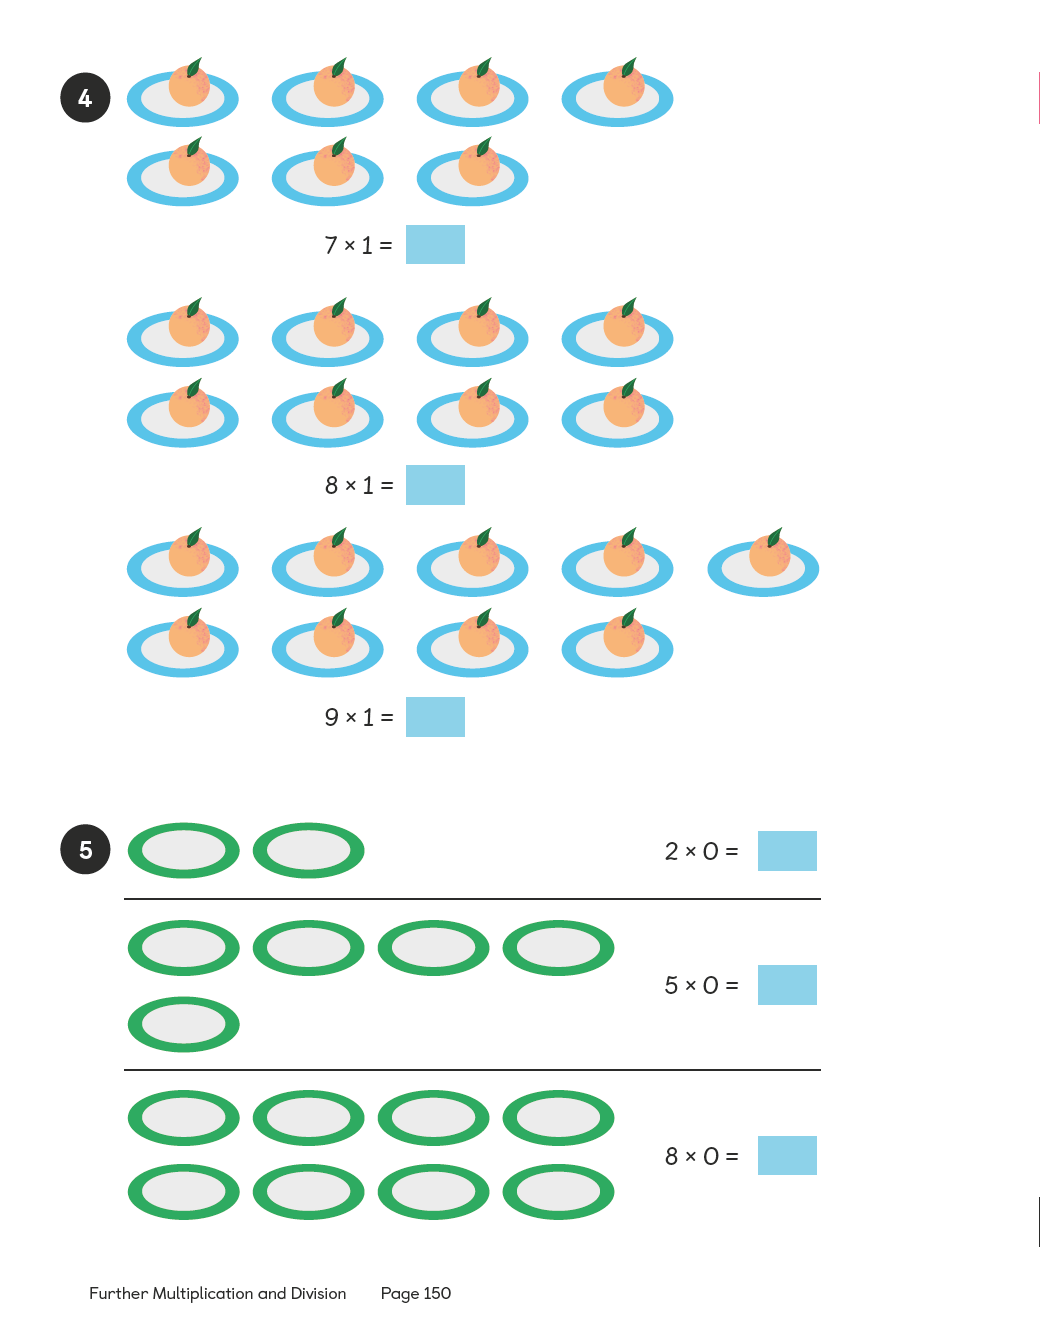 4
7 × 1 =
8 × 1 =
9 × 1 =
5
2 × 0 =
5 × 0 =
8 × 0 =
Further Multiplication and Division Page 150